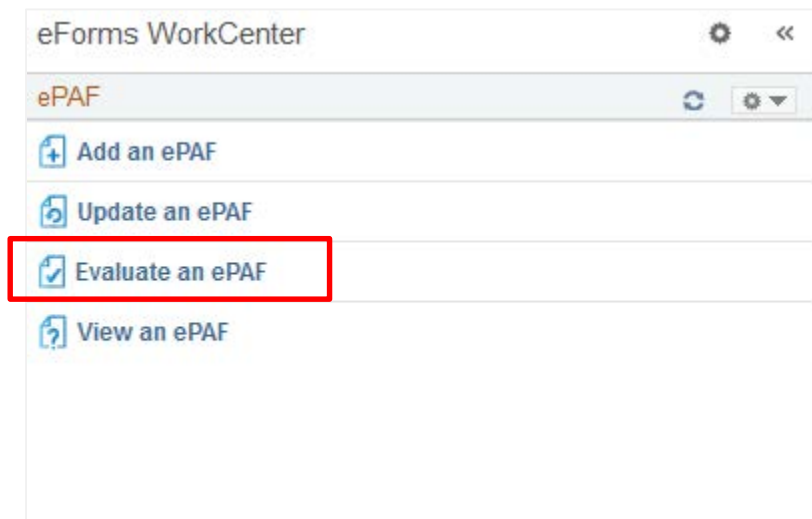 eForms WorkCenter
ePAF
Add an ePAF
Update an ePAF
Evaluate an ePAF
View an ePAF